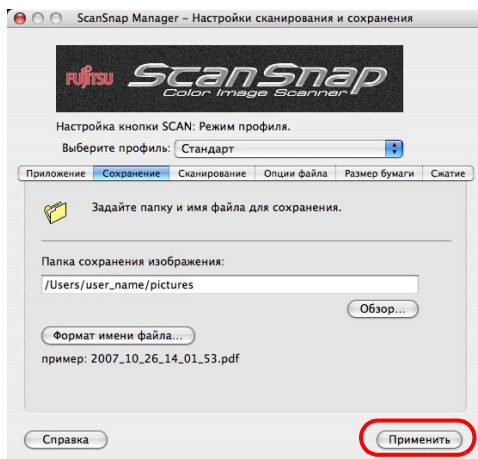 ScanSnap Manager – Настройки сканирования и сохранения
FUJITSU ScanSnap
Color Image Scanner
Настройка кнопки SCAN: Режим профиля.
Выберите профиль: Стандарт
Приложение Сохранение Сканирование Опции файла Размер бумаги Сжатие
Задайте папку и имя файла для сохранения.
Папка сохранения изображения:
/Users/user_name/pictures
Обзор...
Формат имени файла...
пример: 2007_10_26_14_01_53.pdf
Справка Применить